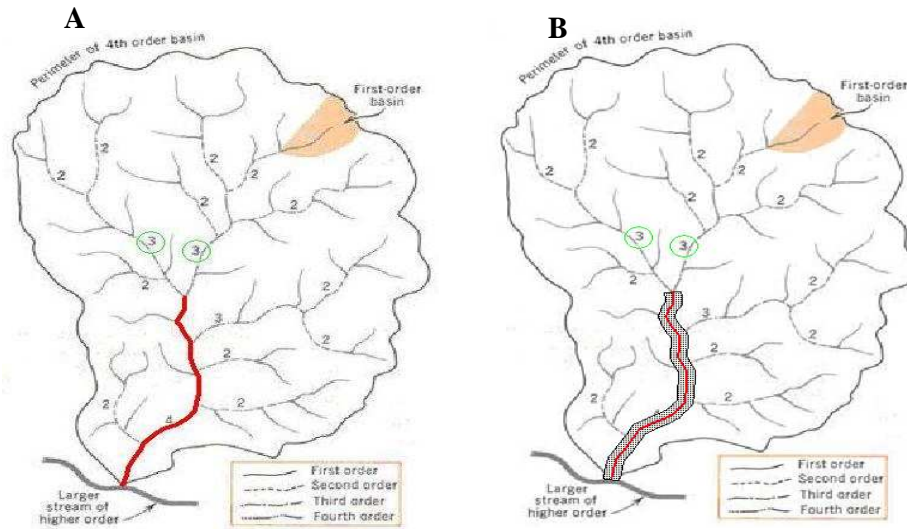 A
Perimeter of 4th order basin
First-order
basin
2
2
2
2
2
2
3
3
2
3
2
2
2
4
Larger
stream of
higher order
First order
Second order
Third order
Fourth order
B
Perimeter of 4th order basin
First-order
basin
2
2
2
2
2
2
3
3
2
3
2
2
2
Larger
stream of
higher order
First order
Second order
Third order
Fourth order